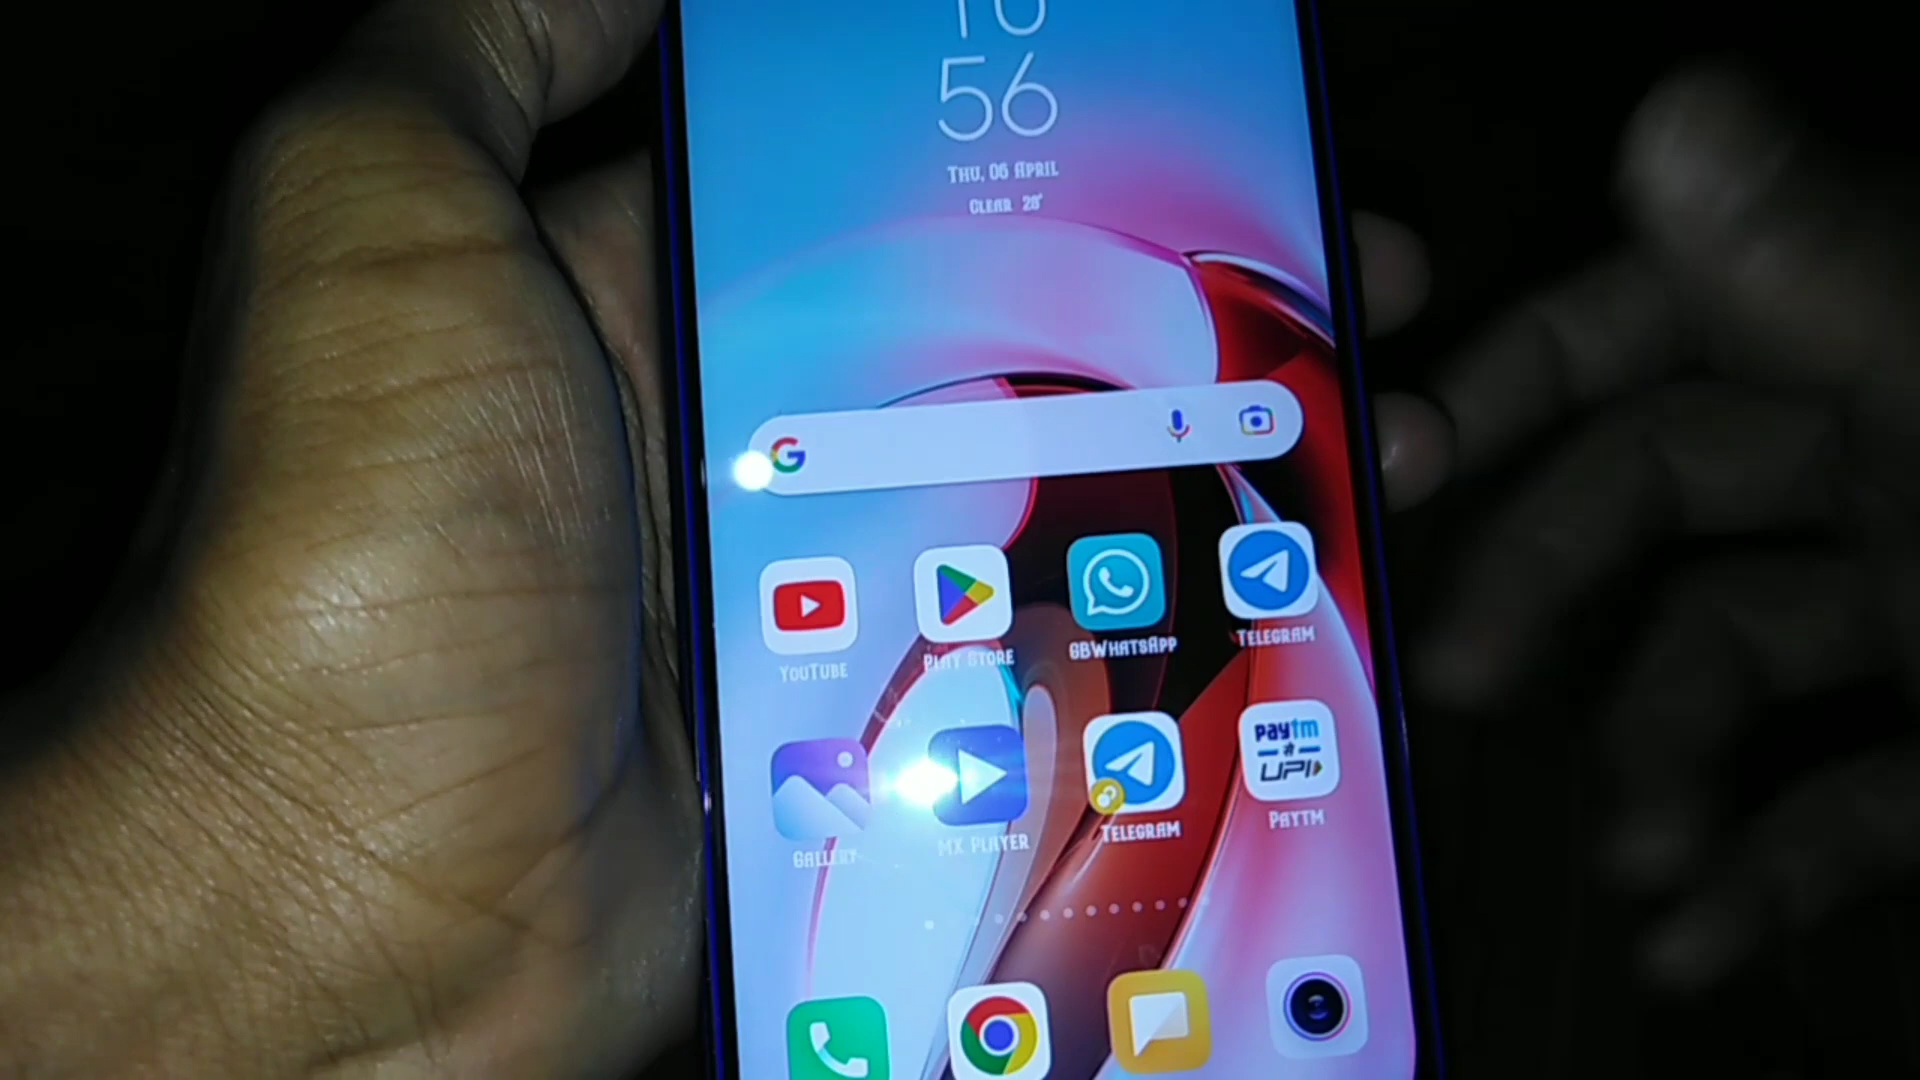 56
THU, 06 APRIL
CLEAR 28°
G
YOUTUBE
PLAY STORE
GBWHATSAPP
TELEGRAM
paytm
UPI
GALLERY
MX PLAYER
TELEGRAM
PAYTM